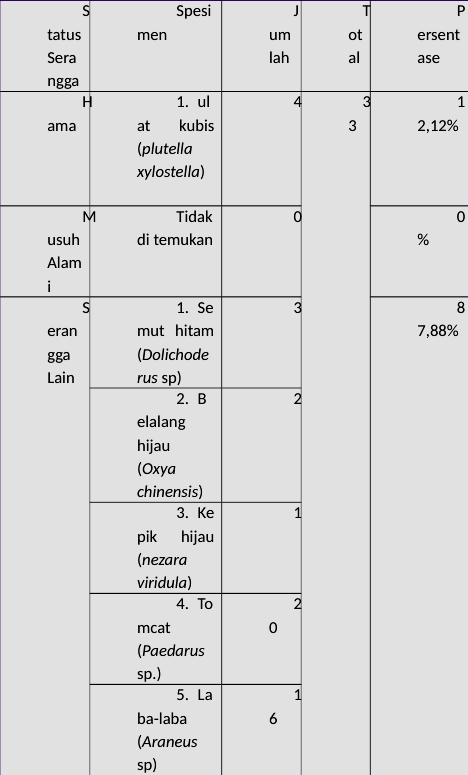 S
tatus
Sera
ngga
Spesi
men
J
um
lah
T
ot
al
P
ersent
ase
H
ama
1. ul
at kubis
(plutella
xylostella)
4
3
3
1
2,12%
M
usuh
Alam
i
Tidak
di temukan
0
0
%
S
eran
gga
Lain
1. Se
mut hitam
(Dolichode
rus sp)
3
8
7,88%
2. B
elalang
hijau
(Oxya
chinensis)
2
3. Ke
pik hijau
(nezara
viridula)
1
4. To
mcat
(Paedarus
sp.)
2
0
5. La
ba-laba
(Araneus
sp)
1
6